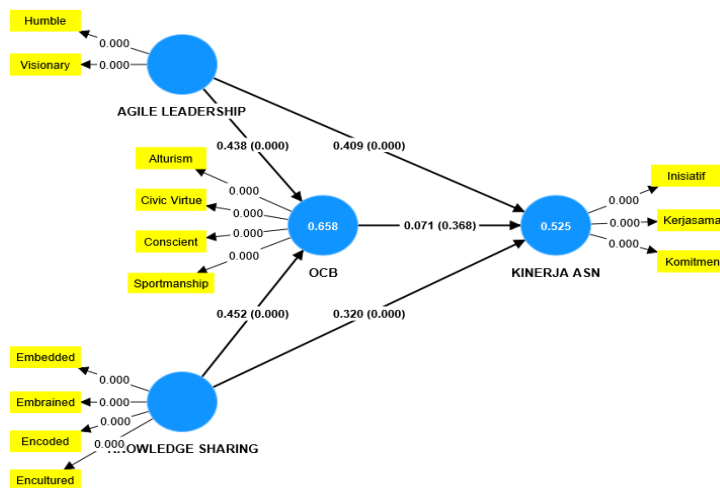 Humble
0.000
Visionary
0.000
AGILE LEADERSHIP
0.438 (0.000)
0.409 (0.000)
Alturism
0.000
Civic Virtue
0.000
Conscient
0.000
Sportmanship
0.000
0.658
OCB
0.071 (0.368)
0.525
KINERJA ASN
Inisiatif
0.000
Kerjasama
0.000
Komitmen
0.000
0.452 (0.000)
0.320 (0.000)
Embedded
0.000
Embrained
0.000
Encoded
0.000
Encultured
0.000
KNOWLEDGE SHARING